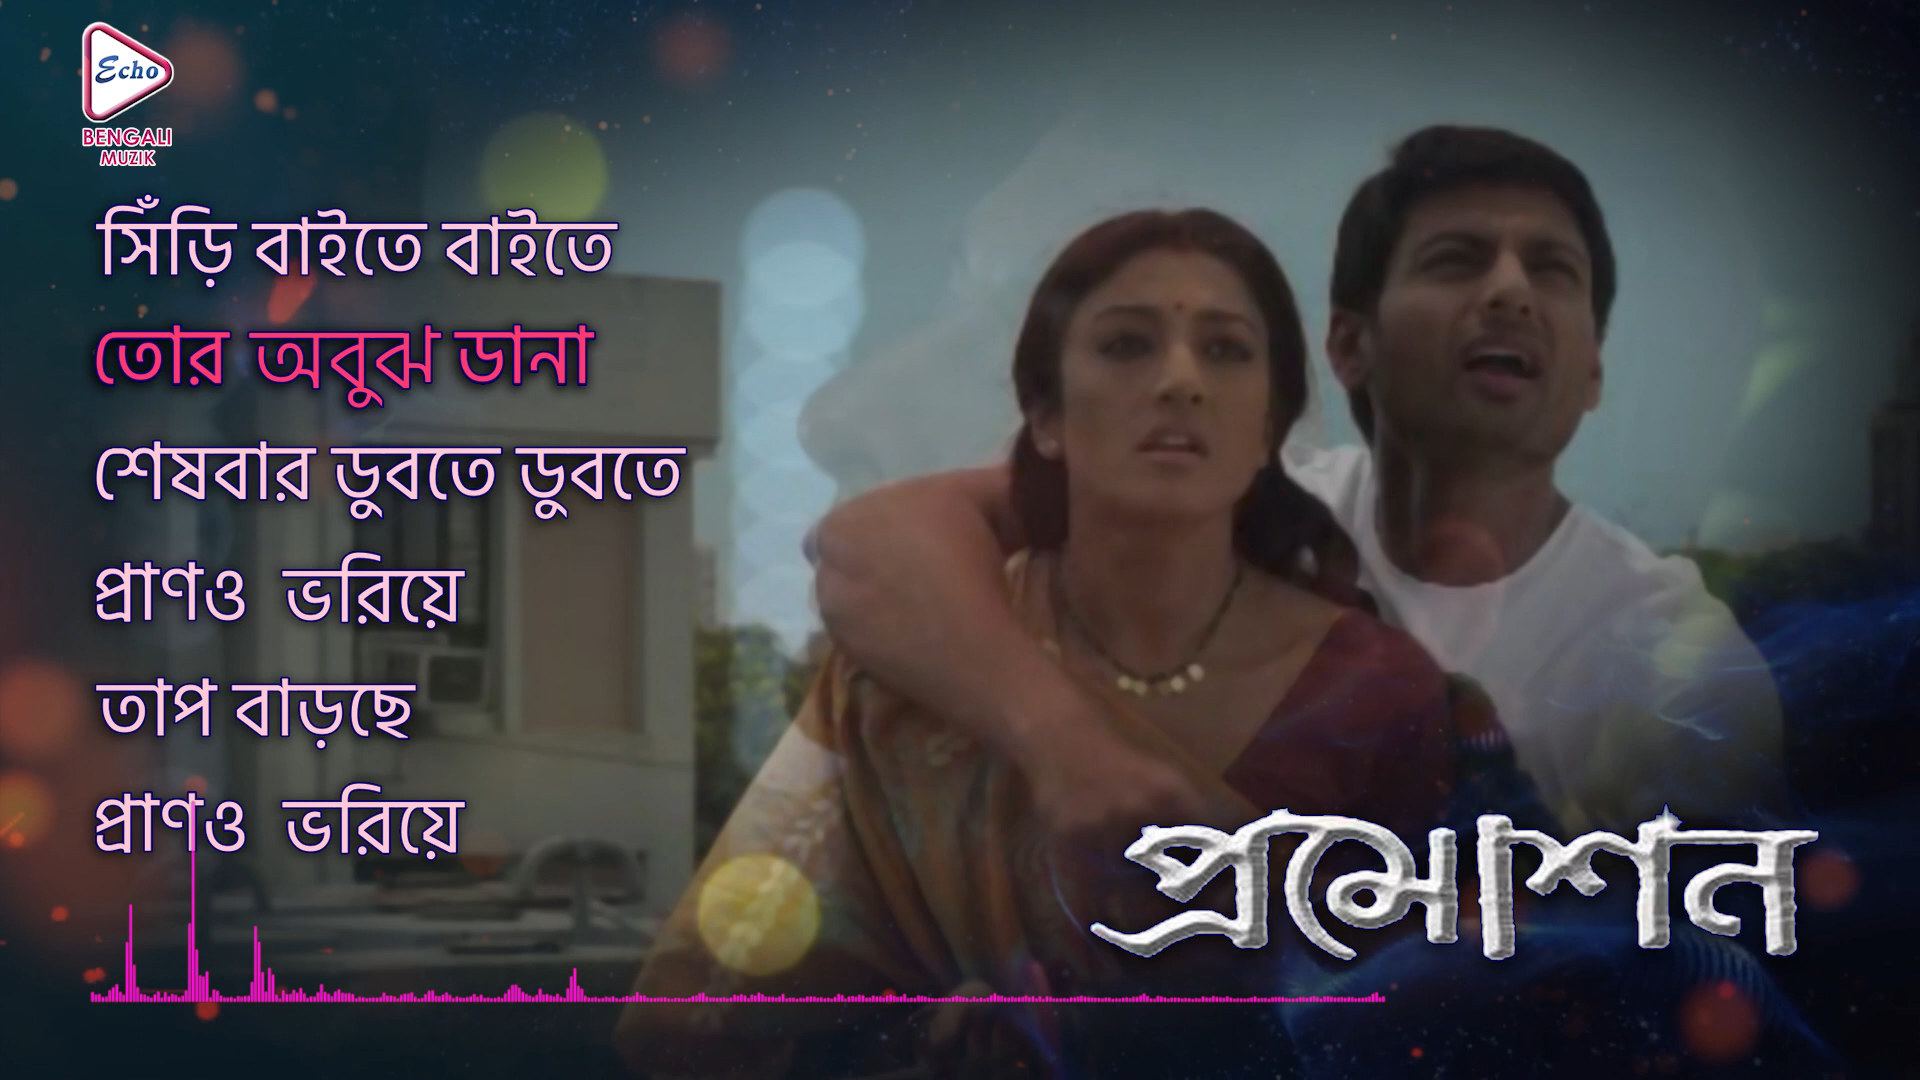 Echo
BENGALI
MUZIK
সিঁড়ি বাইতে বাইতে
তোর অবুঝ ডানা
শেষবার ডুবতে ডুবতে
প্রাণও ভরিয়ে
তাপ বাড়ছে
প্রাণও ভরিয়ে
প্রমোশন